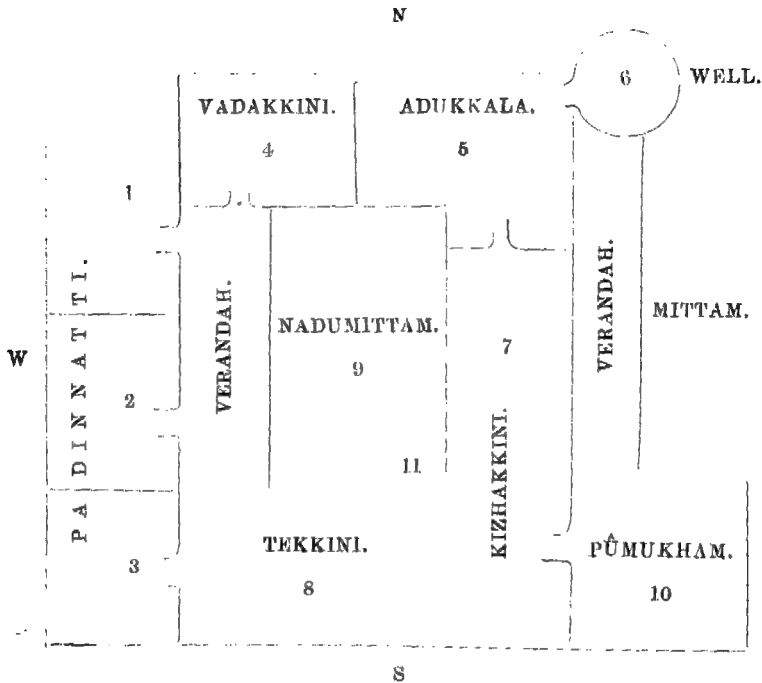 N
6
WELL.
VADAKKINI.
ADUKKALA.
4
5
1
PADINNATTI.
VERANDAH.
NADUMITTAM.
VERANDAH.
MITTAM.
W
9
7
2
11
KIZHAKKINI.
TEKKINI.
PÛMUKHAM.
3
8
10
S